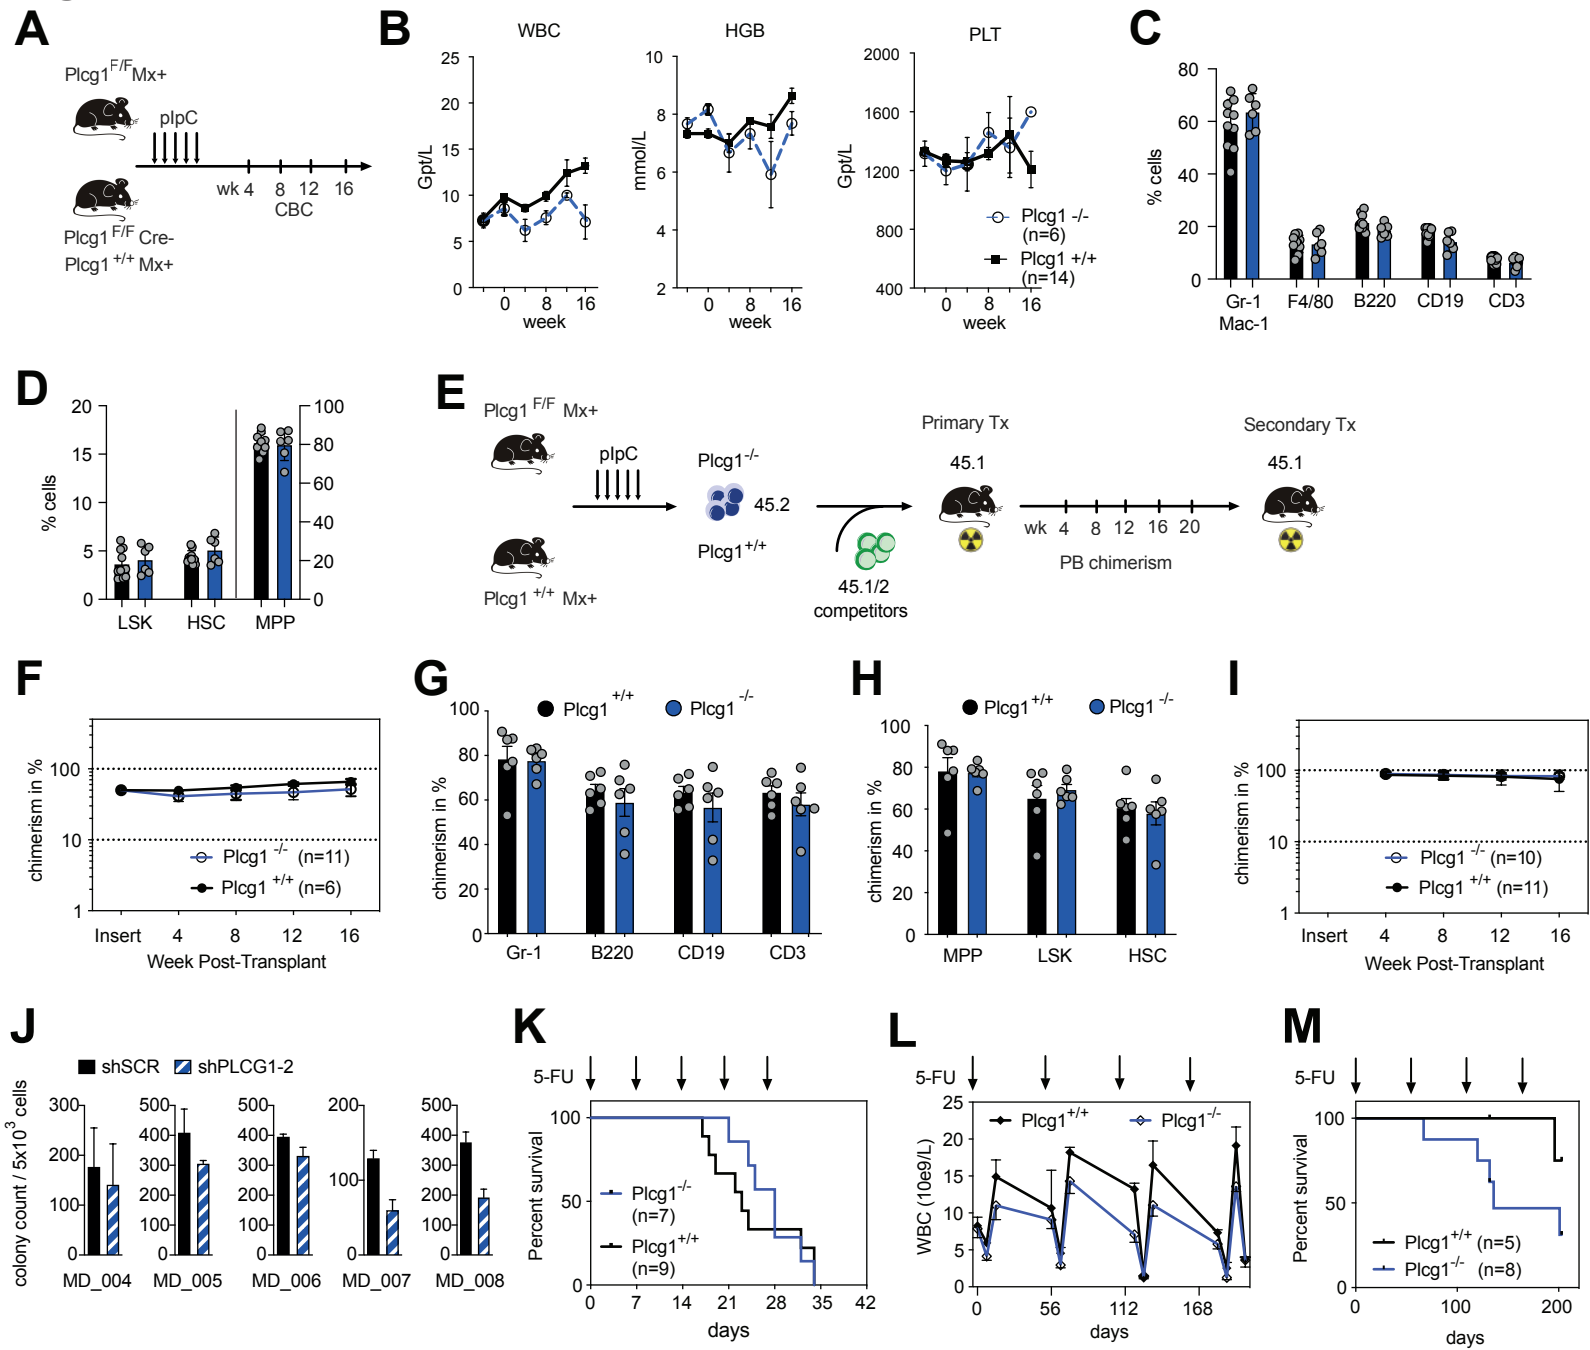 A
Plcg1 F/F Mx+
pIpC
wk 4 8 12 16
CBC
Plcg1 F/F Cre-
Plcg1 +/+ Mx+
B
WBC
25
20
15
10
5
0
Gpt/L
0 8 16
week
HGB
10
8
6
4
2
mmol/L
0 8 16
week
PLT
2000
1600
1200
800
400
Gpt/L
0 8 16
week
Plcg1 -/-
(n=6)
Plcg1 +/+
(n=14)
C
80
60
40
20
0
% cells
Gr-1 F4/80 B220 CD19 CD3
Mac-1
D
20
15
10
5
0
% cells
100
80
60
40
20
0
LSK HSC MPP
E
Plcg1 F/F Mx+
pIpC
Plcg1 +/+ Mx+
Plcg1 -/-
45.2
Plcg1 +/+
45.1/2
competitors
Primary Tx
45.1
wk 4 8 12 16 20
PB chimerism
Secondary Tx
45.1
F
chimerism in %
100
10
1
Plcg1 -/- (n=11)
Plcg1 +/+ (n=6)
Insert 4 8 12 16
Week Post-Transplant
G
Plcg1 +/+ Plcg1 -/-
chimerism in %
100
80
60
40
20
0
Gr-1 B220 CD19 CD3
H
Plcg1 +/+ Plcg1 -/-
chimerism in %
100
80
60
40
20
0
MPP LSK HSC
I
chimerism in %
100
10
1
Plcg1 -/- (n=10)
Plcg1 +/+ (n=11)
Insert 4 8 12 16
Week Post-Transplant
J
shSCR shPLCG1-2
colony count / 5x10³ cells
300
200
100
0
MD_004
500
400
300
200
100
0
MD_005
500
400
300
200
100
0
MD_006
200
100
0
MD_007
500
400
300
200
100
0
MD_008
K
5-FU
Percent survival
100
50
0
Plcg1 -/-
(n=7)
Plcg1 +/+
(n=9)
0 7 14 21 28 35 42
days
L
5-FU
WBC (10e9/L)
25
20
15
10
5
0
Plcg1 +/+ Plcg1 -/-
0 56 112 168
days
M
5-FU
Percent survival
100
50
0
Plcg1 +/+ (n=5)
Plcg1 -/- (n=8)
0 100 200
days